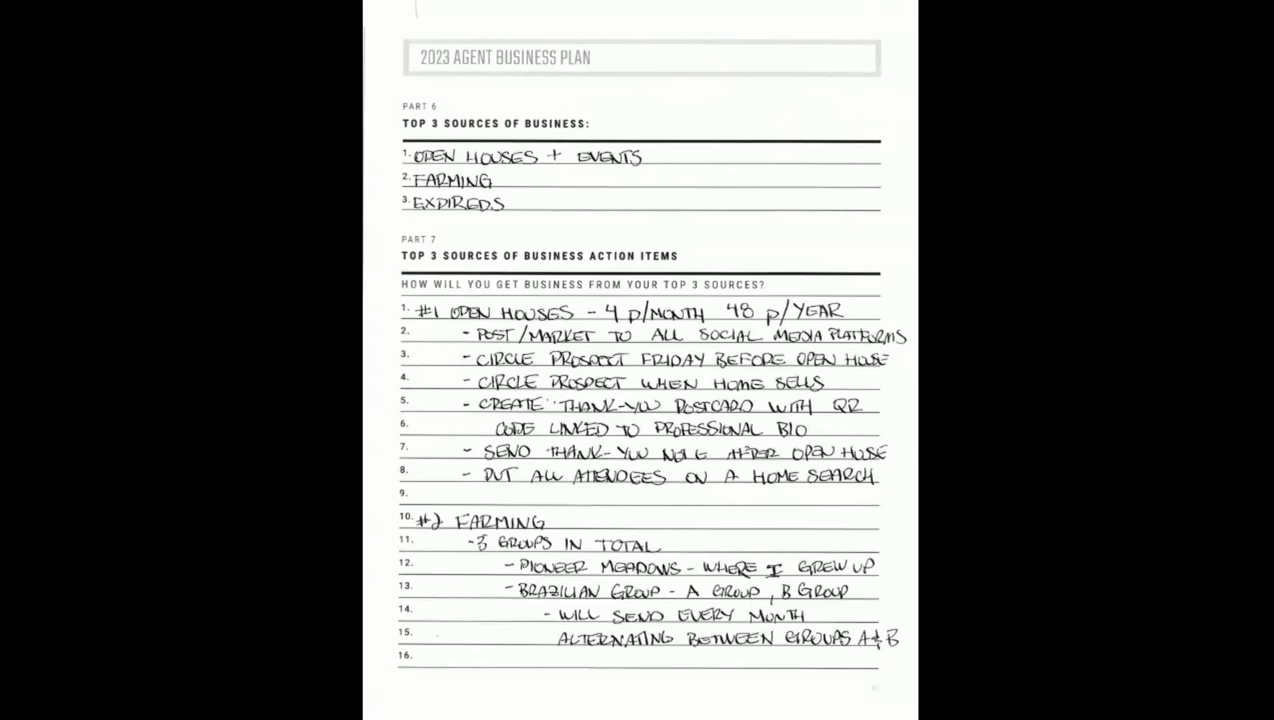 2023 AGENT BUSINESS PLAN
PART 6
TOP 3 SOURCES OF BUSINESS:
1. OPEN HOUSES + EVENTS
2. FARMING
3. EXPIREDS
PART 7
TOP 3 SOURCES OF BUSINESS ACTION ITEMS
HOW WILL YOU GET BUSINESS FROM YOUR TOP 3 SOURCES?
1. #1 OPEN HOUSES - 4 P/MONTH 48 P/YEAR
2. - POST/MARKET TO ALL SOCIAL MEDIA PLATFORMS
3. - CIRCLE PROSPECT FRIDAY BEFORE OPEN HOUSE
4. - CIRCLE PROSPECT WHEN HOME SELLS
5. - CREATE THANK-YOU POSTCARD WITH QR
6. CODE LINKED TO PROFESSIONAL BIO
7. - SEND THANK-YOU NOTE AFTER OPEN HOUSE
8. - PUT ALL ATTENDEES ON A HOME SEARCH
9.
10. #2 FARMING
11. - 3 GROUPS IN TOTAL
12. - PIONEER MEADOWS - WHERE I GREW UP
13. - BRAZILIAN GROUP - A GROUP, B GROUP
14. - WILL SEND EVERY MONTH
15. ALTERNATING BETWEEN GROUPS A & B
16.